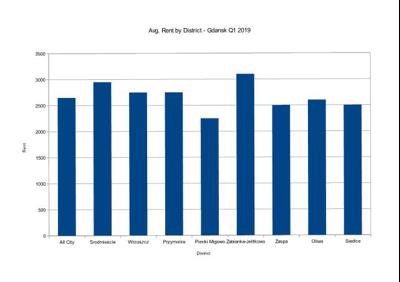 Avg. Rent by District - Gdansk Q1 2019
3500
3000
2500
2000
1500
1000
500
0
Rent
All City Srodmiescie Wrzeszcz Przymorze Piecki Migowo Zabianka-Jelitkowo Zaspa Oliwa Siedlce
District